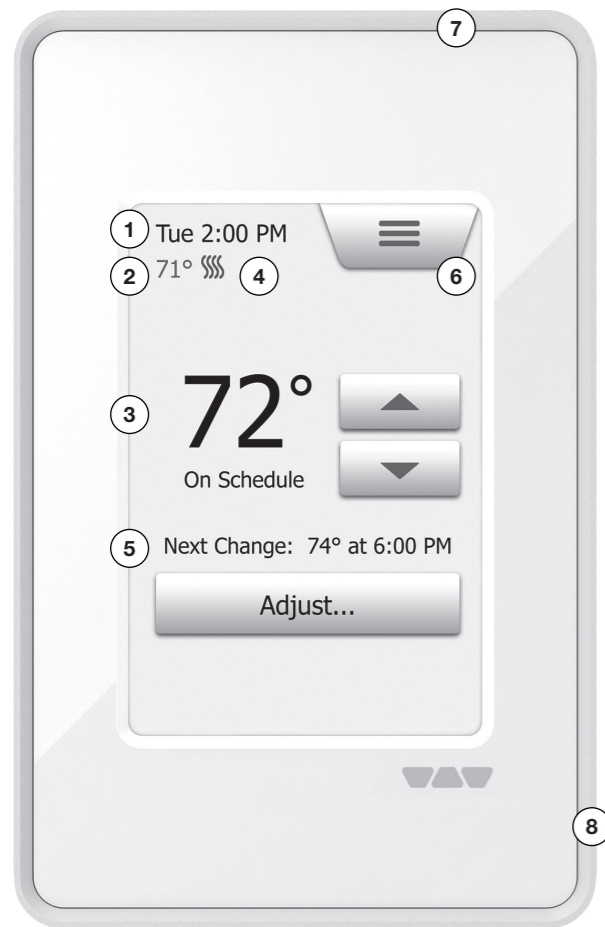 7
1 Tue 2:00 PM
2 71° 4 6
3 72°
On Schedule
5 Next Change: 74° at 6:00 PM
Adjust...
8